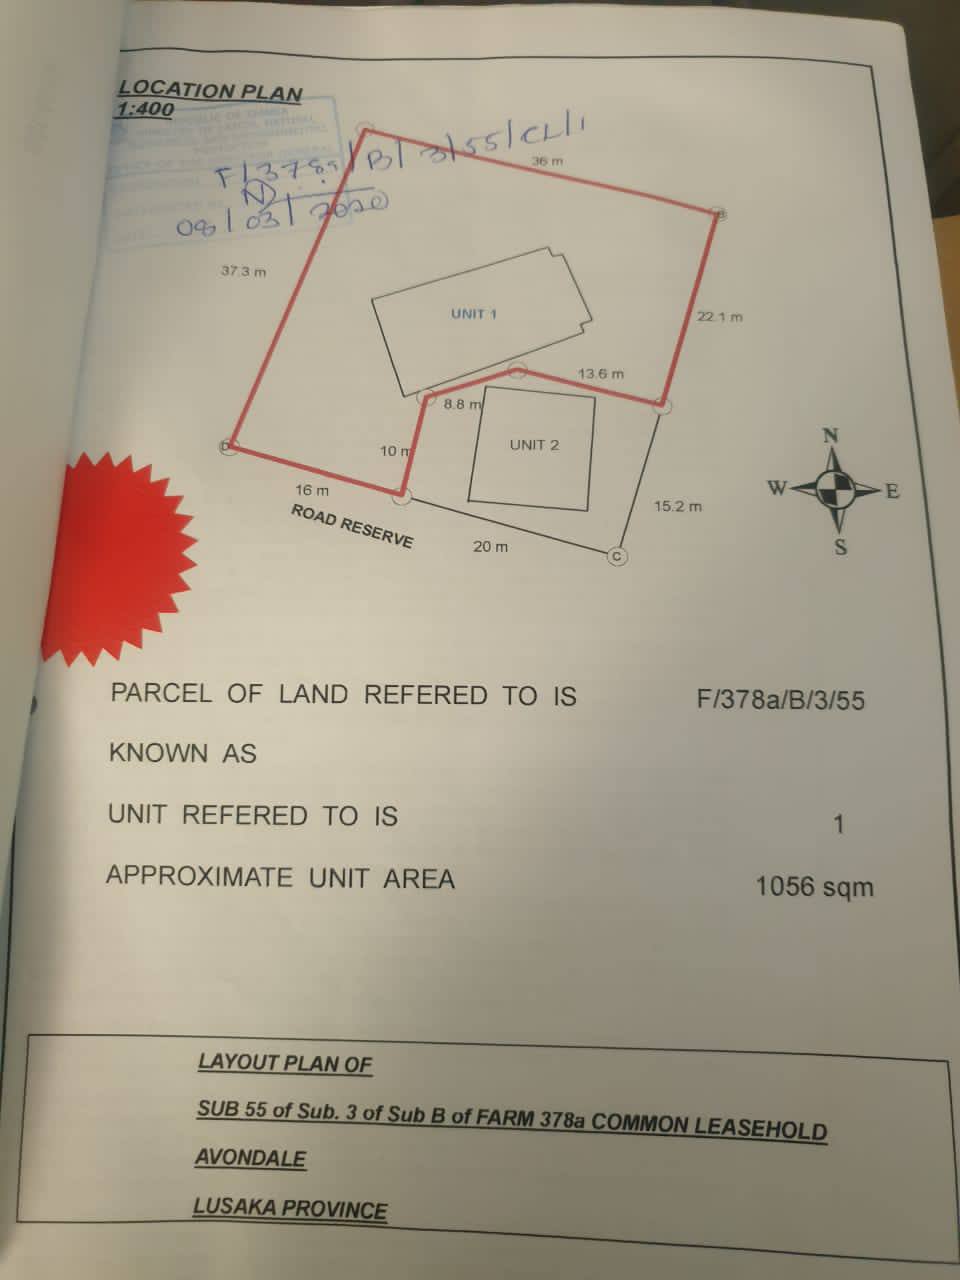 LOCATION PLAN
1:400
F/378a/B/3/55/CL/1
08/03/2020
36 m
B
37.3 m
UNIT 1
22.1 m
13.6 m
8.8 m
D
10 m
UNIT 2
16 m
ROAD RESERVE
15.2 m
20 m
C
N
W
E
S
PARCEL OF LAND REFERED TO IS F/378a/B/3/55
KNOWN AS
UNIT REFERED TO IS 1
APPROXIMATE UNIT AREA 1056 sqm
LAYOUT PLAN OF
SUB 55 of Sub. 3 of Sub B of FARM 378a COMMON LEASEHOLD
AVONDALE
LUSAKA PROVINCE